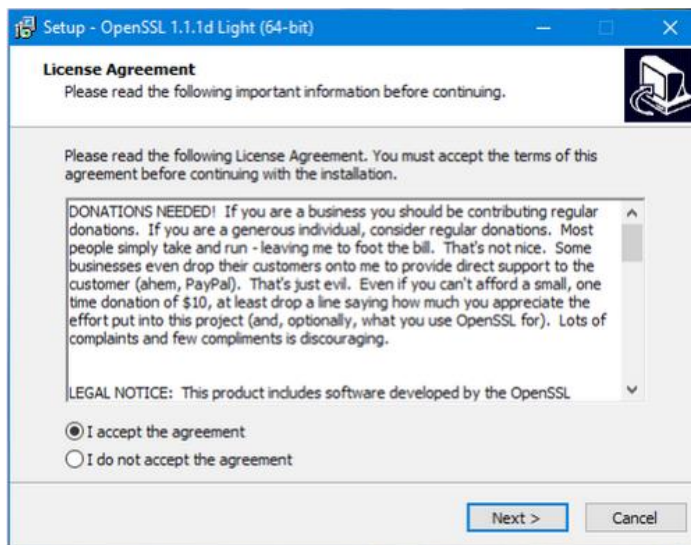 Setup - OpenSSL 1.1.1d Light (64-bit)
License Agreement
Please read the following important information before continuing.
Please read the following License Agreement. You must accept the terms of this
agreement before continuing with the installation.
DONATIONS NEEDED!  If you are a business you should be contributing regular
donations.  If you are a generous individual, consider regular donations.  Most
people simply take and run - leaving me to foot the bill.  That's not nice.  Some
businesses even drop their customers onto me to provide direct support to the
customer (ahem, PayPal).  That's just evil.  Even if you can't afford a small, one
time donation of $10, at least drop a line saying how much you appreciate the
effort put into this project (and, optionally, what you use OpenSSL for).  Lots of
complaints and few compliments is discouraging.
LEGAL NOTICE:  This product includes software developed by the OpenSSL
I accept the agreement
I do not accept the agreement
Next >
Cancel